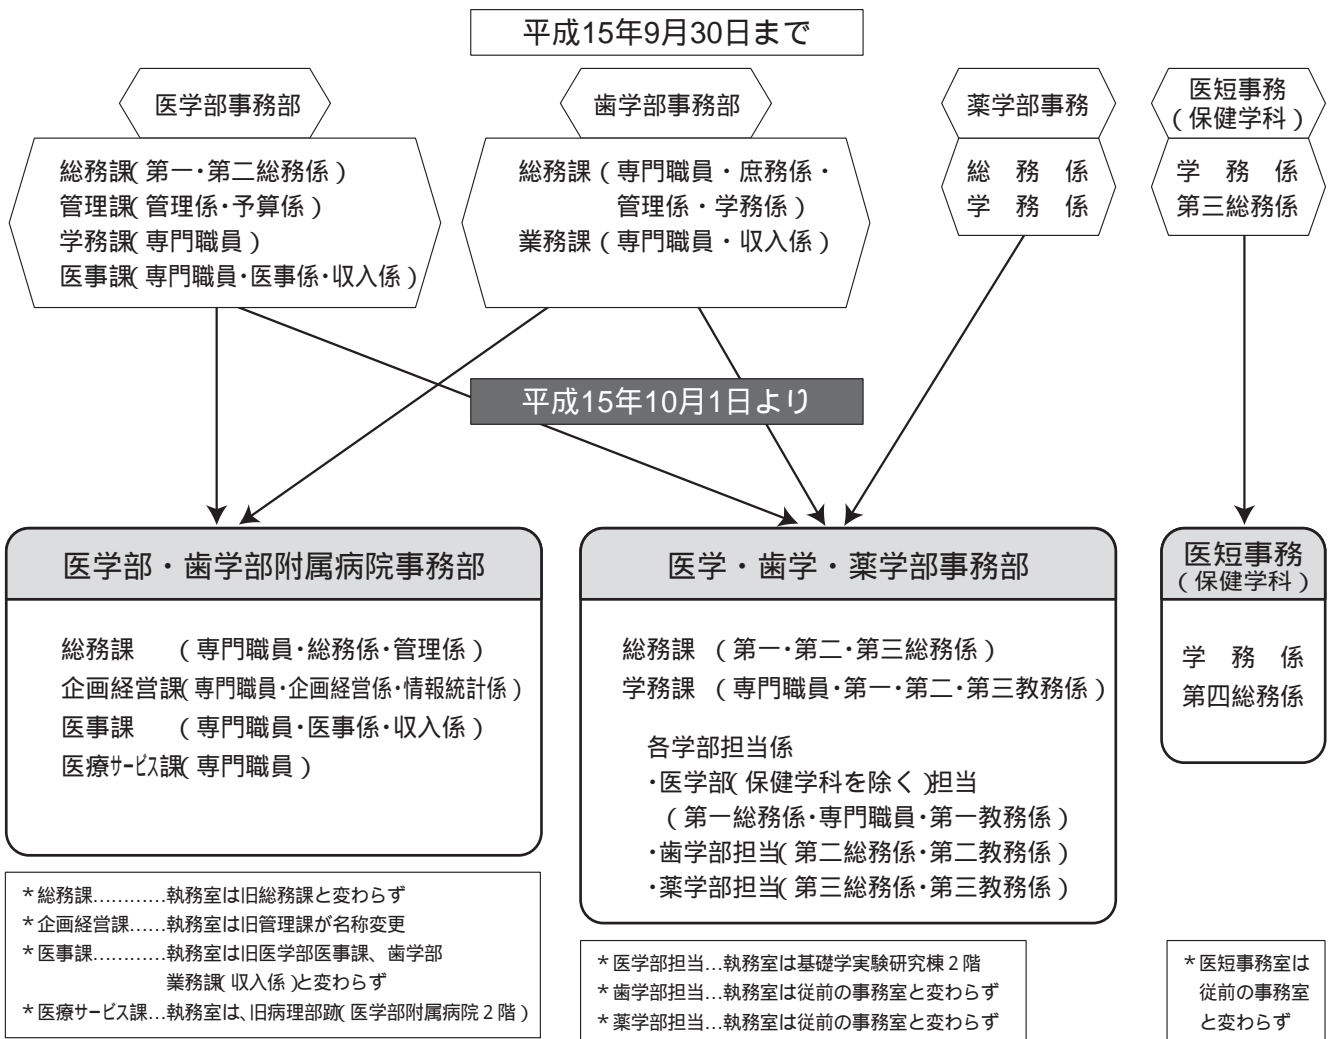 平成15年9月30日まで
医学部事務部
総務課(第一・第二総務係)
管理課(管理係・予算係)
学務課(専門職員)
医事課(専門職員・医事係・収入係)
歯学部事務部
総務課(専門職員・庶務係・
管理係・学務係)
業務課(専門職員・収入係)
薬学部事務
総務係
学務係
医短事務
(保健学科)
学務係
第三総務係
平成15年10月1日より
医学部・歯学部附属病院事務部
総務課 (専門職員・総務係・管理係)
企画経営課(専門職員・企画経営係・情報統計係)
医事課 (専門職員・医事係・収入係)
医療サービス課(専門職員)
*総務課…………執務室は旧総務課と変わらず
*企画経営課……執務室は旧管理課が名称変更
*医事課…………執務室は旧医学部医事課、歯学部
業務課(収入係)と変わらず
*医療サービス課…執務室は、旧病理部跡(医学部附属病院2階)
医学・歯学・薬学部事務部
総務課 (第一・第二・第三総務係)
学務課 (専門職員・第一・第二・第三教務係)
各学部担当係
・医学部(保健学科を除く)担当
(第一総務係・専門職員・第一教務係)
・歯学部担当(第二総務係・第二教務係)
・薬学部担当(第三総務係・第三教務係)
*医学部担当…執務室は基礎学実験研究棟2階
*歯学部担当…執務室は従前の事務室と変わらず
*薬学部担当…執務室は従前の事務室と変わらず
医短事務
(保健学科)
学務係
第四総務係
*医短事務室は
従前の事務室
と変わらず